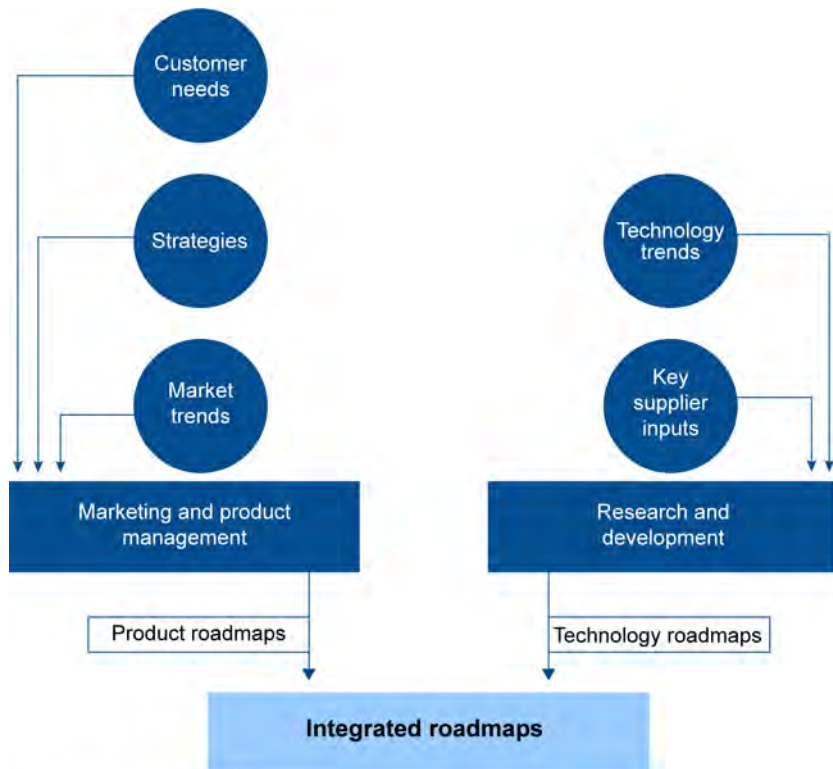 Customer
needs
Strategies
Technology
trends
Market
trends
Key
supplier
inputs
Marketing and product
management
Research and
development
Product roadmaps
Technology roadmaps
Integrated roadmaps